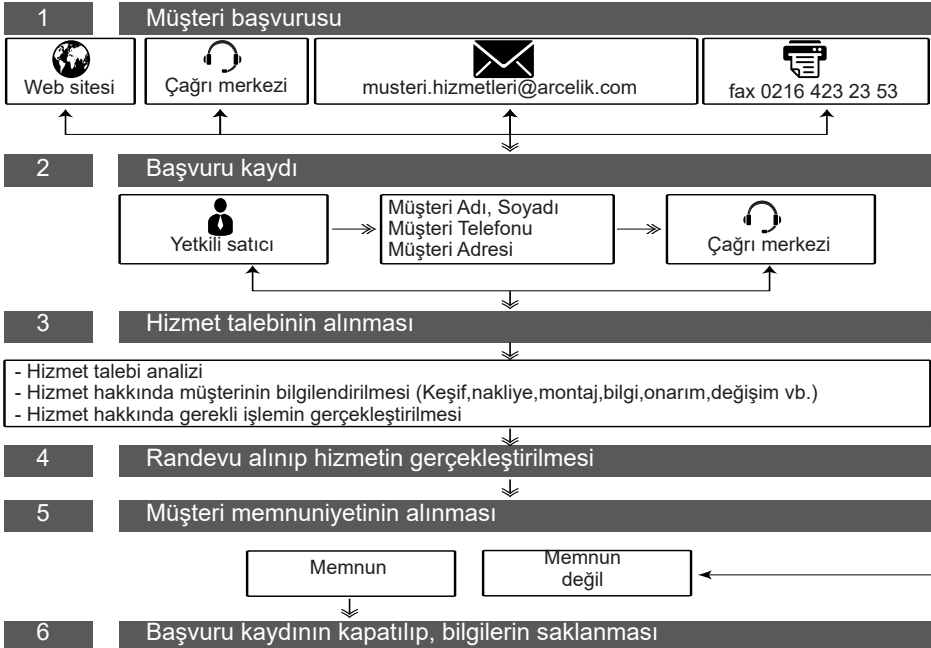 1 Müşteri başvurusu
Web sitesi
Çağrı merkezi
musteri.hizmetleri@arcelik.com
fax 0216 423 23 53
2 Başvuru kaydı
Yetkili satıcı
Müşteri Adı, Soyadı
Müşteri Telefonu
Müşteri Adresi
Çağrı merkezi
3 Hizmet talebinin alınması
- Hizmet talebi analizi
- Hizmet hakkında müşterinin bilgilendirilmesi (Keşif,nakliye,montaj,bilgi,onarım,değişim vb.)
- Hizmet hakkında gerekli işlemin gerçekleştirilmesi
4 Randevu alınıp hizmetin gerçekleştirilmesi
5 Müşteri memnuniyetinin alınması
Memnun
Memnun
değil
6 Başvuru kaydının kapatılıp, bilgilerin saklanması